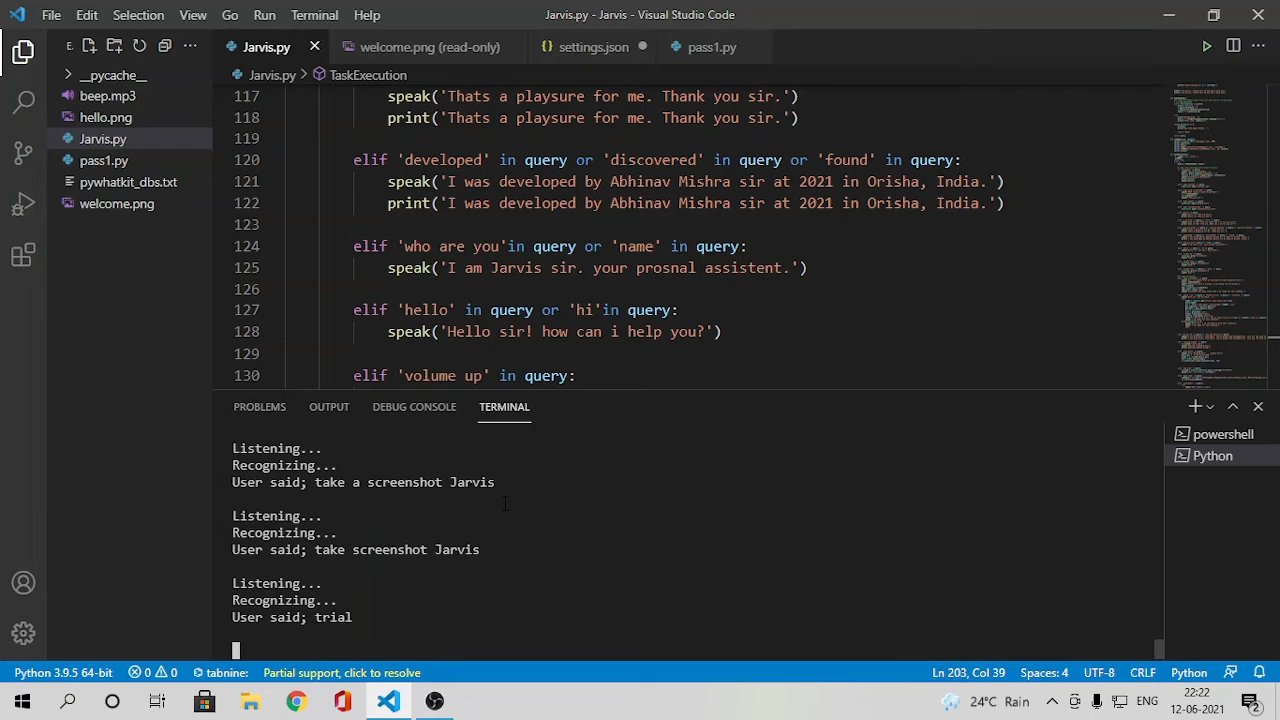 File Edit Selection View Go Run Terminal Help Jarvis.py - Jarvis - Visual Studio Code
Jarvis.py welcome.png (read-only) settings.json pass1.py
Jarvis.py > TaskExecution
__pycache__
beep.mp3
hello.png
Jarvis.py
pass1.py
pywhatkit_dbs.txt
welcome.png
117 speak('Thats a playsure for me. Thank you sir.')
118 print('Thats a playsure for me. Thank you sir.')
119
120 elif 'developed' in query or 'discovered' in query or 'found' in query:
121 speak('I was developed by Abhinav Mishra sir at 2021 in Orisha, India.')
122 print('I was developed by Abhinav Mishra sir at 2021 in Orisha, India.')
123
124 elif 'who are you' in query or 'name' in query:
125 speak('I am Jarvis sir. your prosnal assistent.')
126
127 elif 'hello' in query or 'hi'in query:
128 speak('Hello sir! How can i help you?')
129
130 elif 'volume up' in query:
PROBLEMS OUTPUT DEBUG CONSOLE TERMINAL
powershell
Python
Listening...
Recognizing...
User said; take a screenshot Jarvis
Listening...
Recognizing...
User said; take screenshot Jarvis
Listening...
Recognizing...
User said; trial
Python 3.9.5 64-bit 0 0 tabnine: Partial support, click to resolve Ln 203, Col 39 Spaces: 4 UTF-8 CRLF Python
24°C Rain ENG 22:22
12-06-2021 2